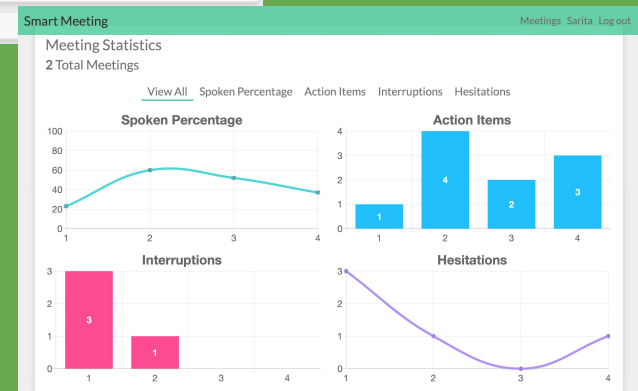 Smart Meeting Meetings Sarita Log out
Meeting Statistics
2 Total Meetings
View All Spoken Percentage Action Items Interruptions Hesitations
Spoken Percentage
100
80
60
40
20
0
1 2 3 4
Action Items
4
3
2
1
0
1 4 2 3
1 2 3 4
Interruptions
3
2
1
0
3 1
1 2 3 4
Hesitations
3
2
1
0
1 2 3 4